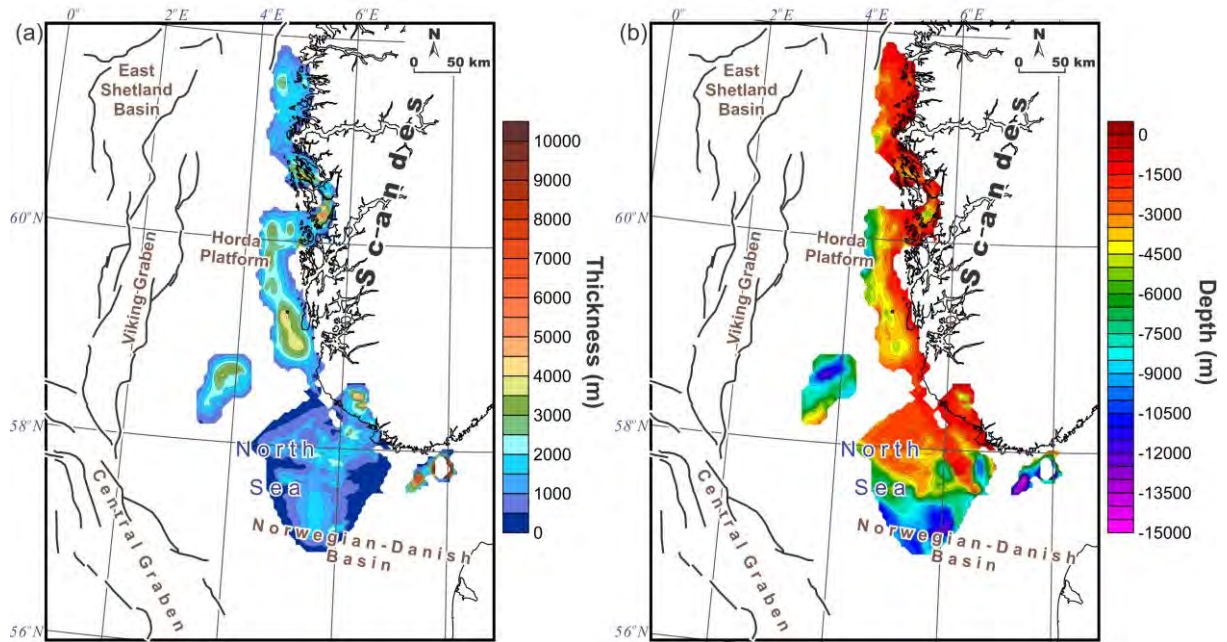 (a)
0°
2°E
4°E
6°E
N
0 50 km
East
Shetland
Basin
Scandes
60°N
Horda
Platform
Viking Graben
58°N
North
Sea
Central Graben
Norwegian-Danish
Basin
56°N
10000
9000
8000
7000
6000
5000
4000
3000
2000
1000
0
Thickness (m)
(b)
0°
2°E
4°E
6°E
N
0 50 km
East
Shetland
Basin
Scandes
60°N
Horda
Platform
Viking Graben
58°N
North
Sea
Central Graben
Norwegian-Danish
Basin
56°N
0
-1500
-3000
-4500
-6000
-7500
-9000
-10500
-12000
-13500
-15000
Depth (m)